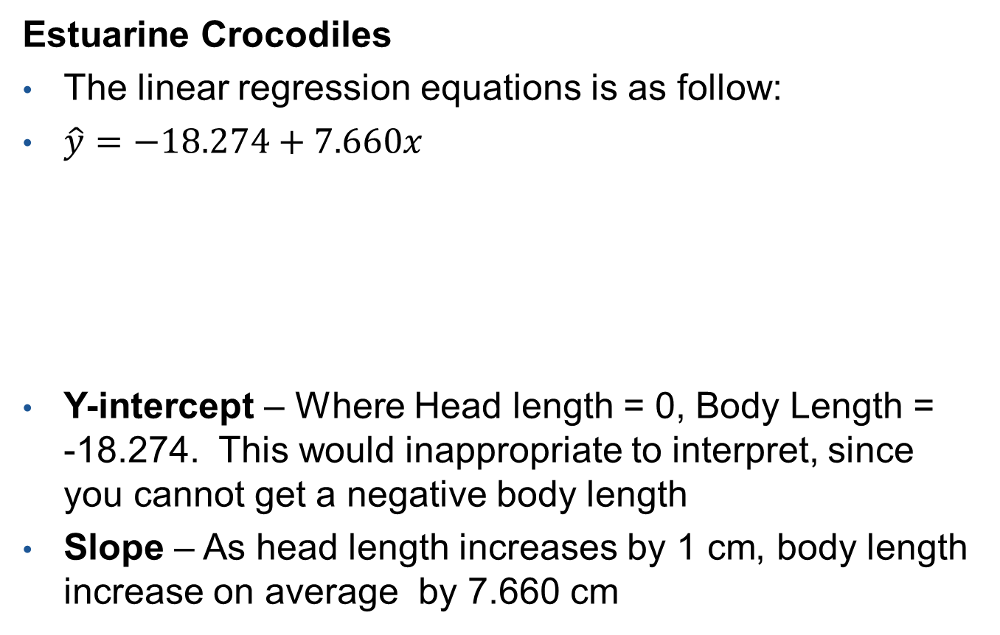 Estuarine Crocodiles
• The linear regression equations is as follow:
• ŷ = −18.274 + 7.660x
• Y-intercept – Where Head length = 0, Body Length =
-18.274.  This would inappropriate to interpret, since
you cannot get a negative body length
• Slope – As head length increases by 1 cm, body length
increase on average  by 7.660 cm